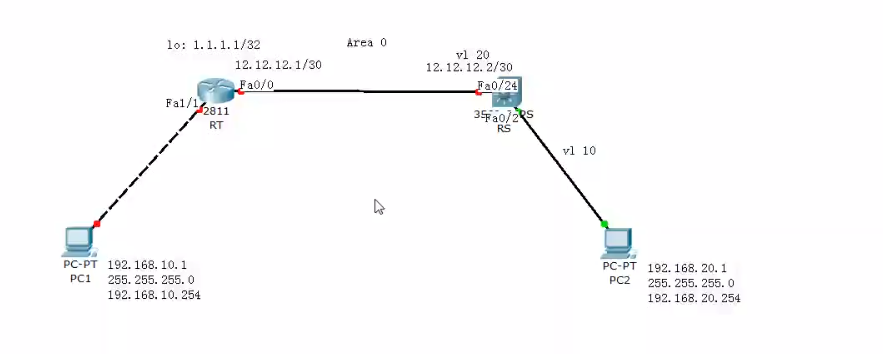 lo: 1.1.1.1/32
Area 0
vl 20
12.12.12.1/30
12.12.12.2/30
Fa0/0
Fa0/24
Fa1/1
2811
RT
Fa0/2
RS
vl 10
PC-PT
PC1
192.168.10.1
255.255.255.0
192.168.10.254
PC-PT
PC2
192.168.20.1
255.255.255.0
192.168.20.254